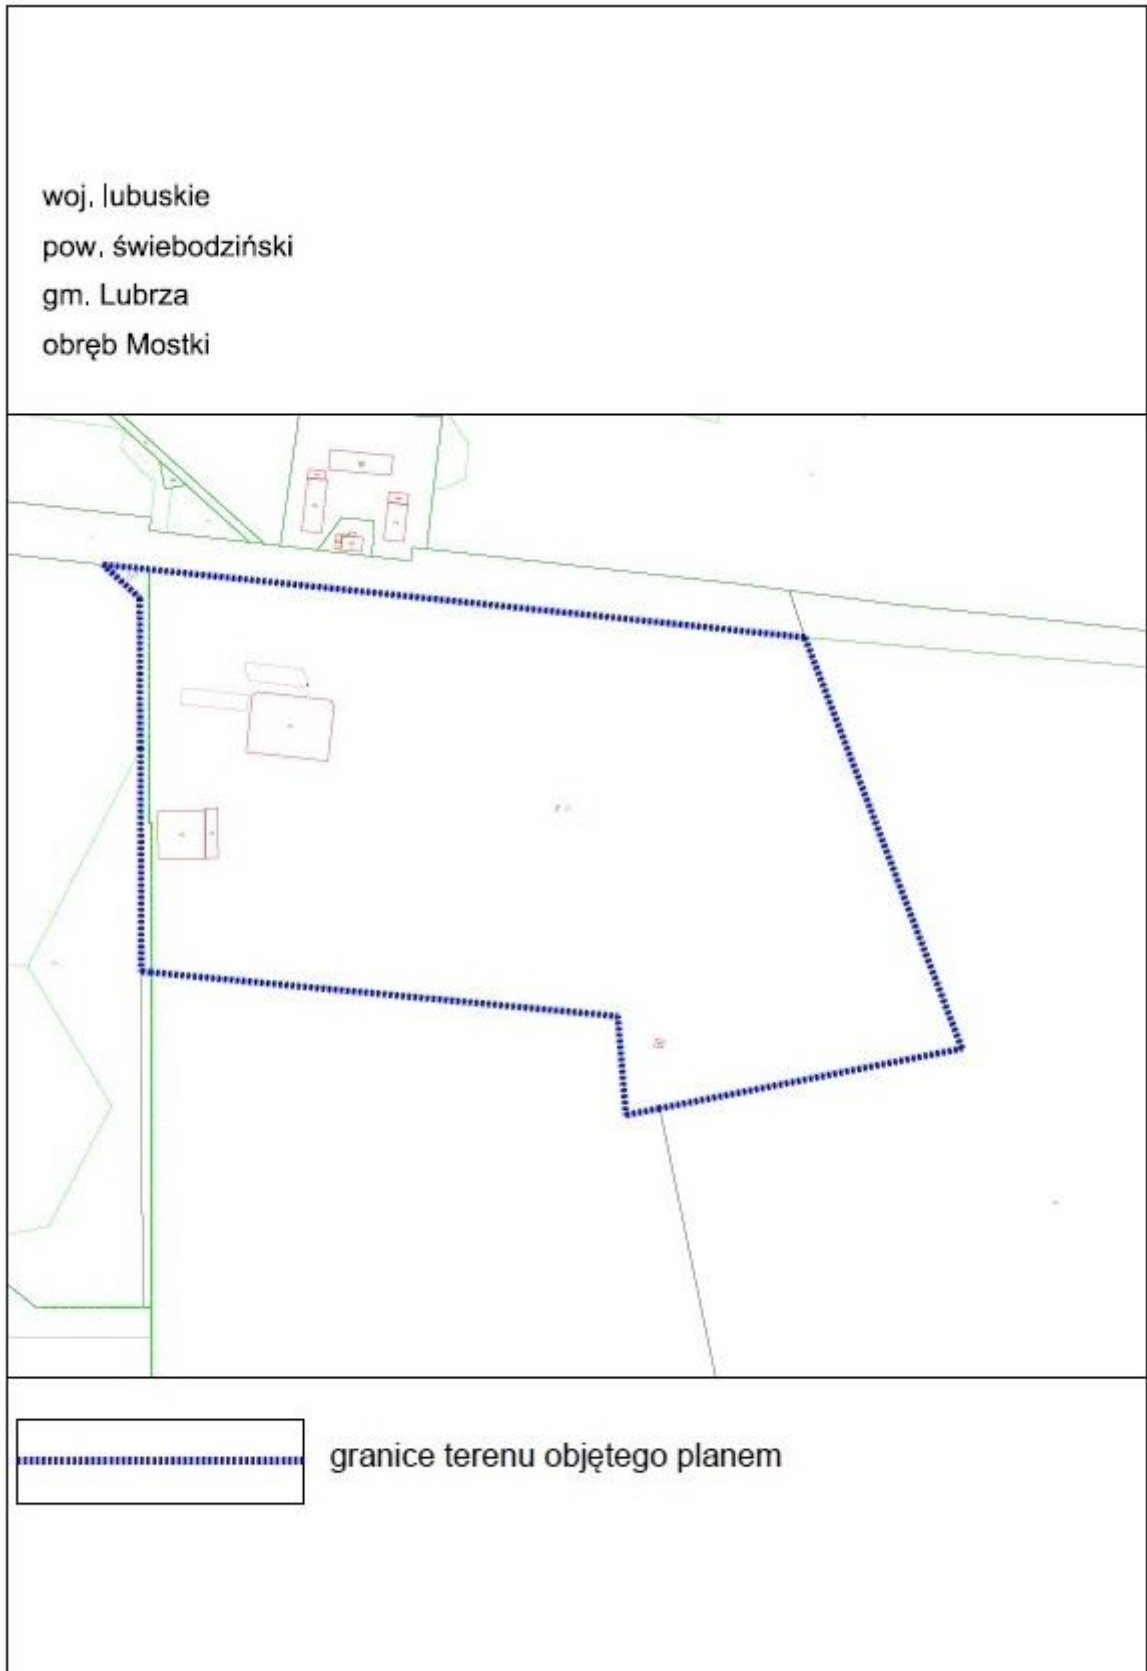 woj. lubuskie
pow. świebodziński
gm. Lubrza
obręb Mostki
granice terenu objętego planem